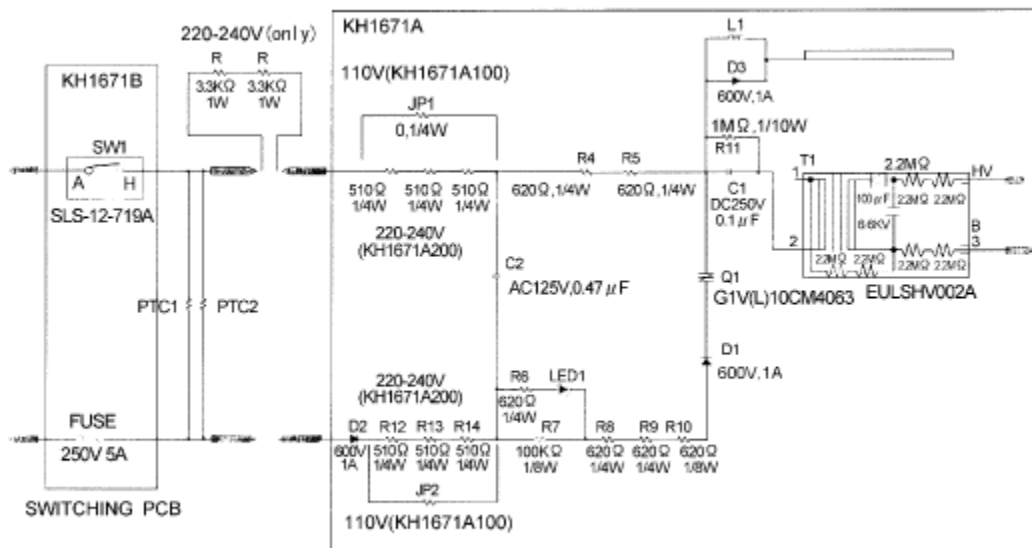 220-240V(only)
R R
3.3KΩ 3.3KΩ
1W 1W
KH1671B
SW1
A H
SLS-12-719A
PTC1
PTC2
FUSE
250V 5A
SWITCHING PCB
KH1671A
110V(KH1671A100)
JP1
0,1/4W
510Ω 510Ω 510Ω
1/4W 1/4W 1/4W
220-240V
(KH1671A200)
R4 R5
620Ω,1/4W 620Ω,1/4W
L1
D3
600V,1A
1MΩ,1/10W
R11
C1
DC250V
0.1μF
T1
1
2
2.2MΩ
HV
100μF
2.2MΩ 2.2MΩ
6.6KV
B
3
2.2MΩ 2.2MΩ
2.2MΩ 2.2MΩ
EULSHV002A
C2
AC125V,0.47μF
Q1
G1V(L)10CM4063
D1
600V,1A
220-240V
(KH1671A200)
R6
620Ω
1/4W
LED1
D2 R12 R13 R14 R7 R8 R9 R10
600V 510Ω 510Ω 510Ω 100KΩ 620Ω 620Ω 620Ω
1A 1/4W 1/4W 1/4W 1/8W 1/4W 1/4W 1/8W
JP2
110V(KH1671A100)